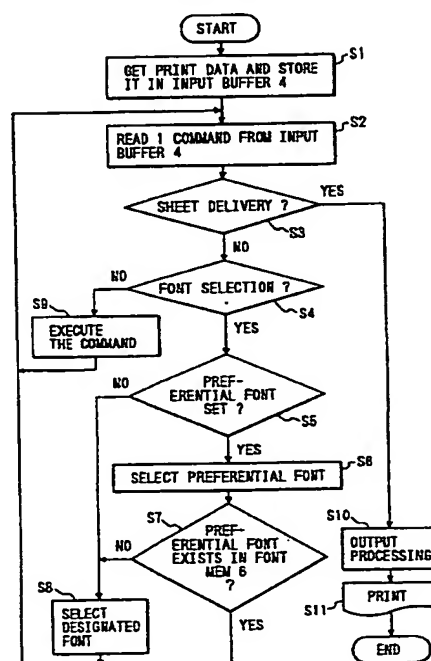 START
S1
GET PRINT DATA AND STORE
IT IN INPUT BUFFER 4
S2
READ 1 COMMAND FROM INPUT
BUFFER 4
YES
SHEET DELIVERY ?
S3
NO
NO
FONT SELECTION ?
S9
S4
EXECUTE
THE COMMAND
YES
NO
PREF-
ERENTIAL FONT
SET ?
S5
YES
S6
SELECT PREFERENTIAL FONT
S7
PREF-
ERENTIAL FONT
EXISTS IN FONT
MEM 6
?
NO
S10
OUTPUT
PROCESSING
S8
SELECT
DESIGNATED
FONT
YES
PRINT
S11
END